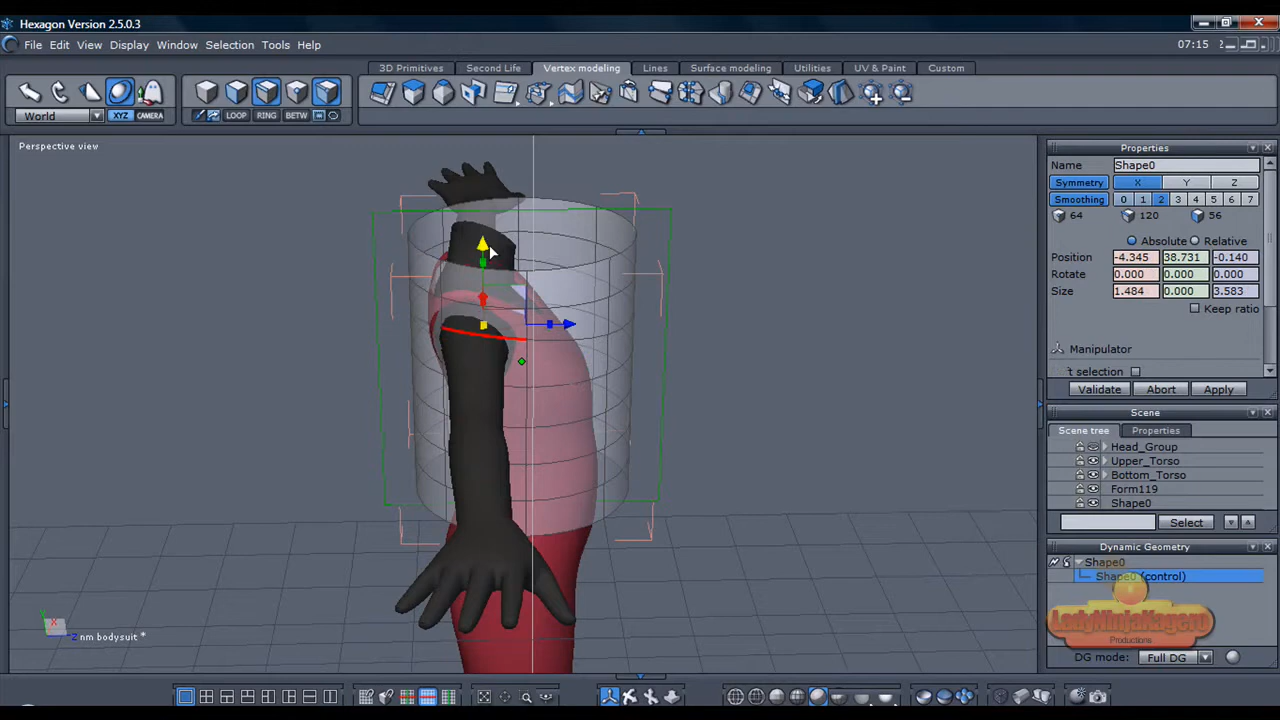 Hexagon Version 2.5.0.3
File Edit View Display Window Selection Tools Help
07:15
3D Primitives Second Life Vertex modeling Lines Surface modeling Utilities UV & Paint Custom
World XYZ CAMERA LOOP RING BETW
Perspective view
Properties
Name Shape0
Symmetry X Y Z
Smoothing 0 1 2 3 4 5 6 7
64 120 56
Absolute Relative
Position -4.345 38.731 -0.140
Rotate 0.000 0.000 0.000
Size 1.484 0.000 3.583
Keep ratio
Manipulator
't selection
Validate Abort Apply
Scene
Scene tree Properties
Head_Group
Upper_Torso
Bottom_Torso
Form119
Shape0
Select
Dynamic Geometry
Shape0
Shape0 (control)
LadyNinjaKagero
Productions
DG mode: Full DG
Y X Z
nm bodysuit *